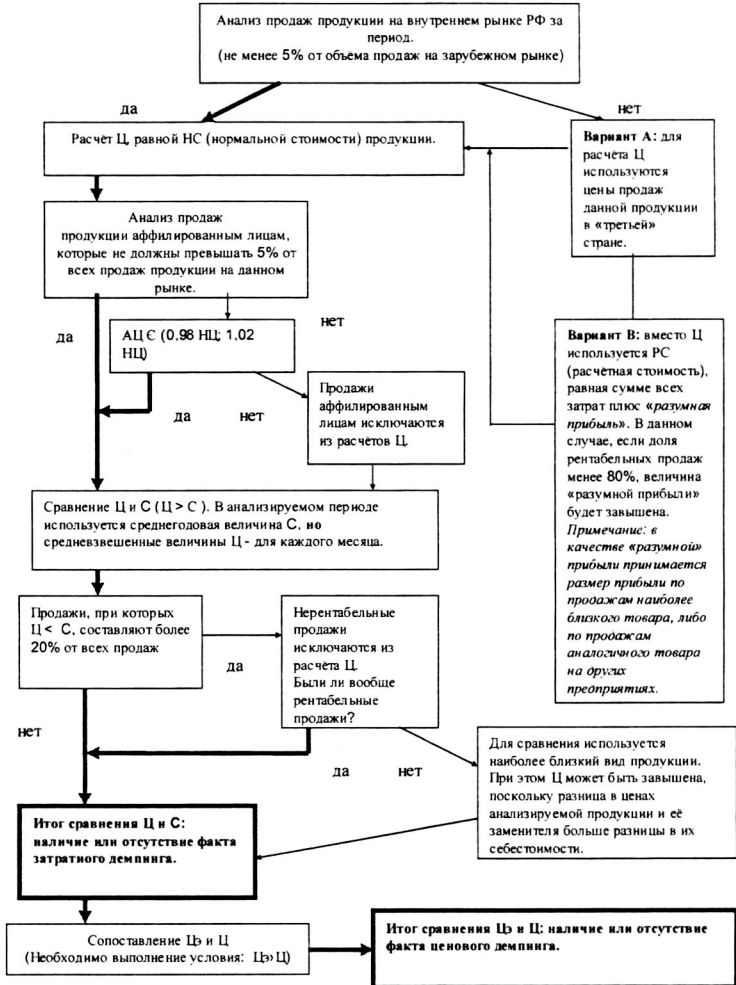 Анализ продаж продукции на внутреннем рынке РФ за
период.
(не менее 5% от объема продаж на зарубежном рынке)
да
нет
Расчёт Ц, равной НС (нормальной стоимости) продукции.
Вариант А: для
расчёта Ц
используются
цены продаж
данной продукции
в «третьей»
стране.
Анализ продаж
продукции аффилированным лицам,
которые не должны превышать 5% от
всех продаж продукции на данном
рынке.
да
нет
АЦ Є (0,98 НЦ; 1,02
НЦ)
да
нет
Продажи
аффилированным
лицам исключаются
из расчётов Ц.
Вариант В: вместо Ц
используется РС
(расчётная стоимость),
равная сумме всех
затрат плюс «разумная
прибыль». В данном
случае, если доля
рентабельных продаж
менее 80%, величина
«разумной прибыли»
будет завышена.
Примечание: в
качестве «разумной»
прибыли принимается
размер прибыли по
продажам наиболее
близкого товара, либо
по продажам
аналогичного товара
на других
предприятиях.
Сравнение Ц и С ( Ц > С ). В анализируемом периоде
используется среднегодовая величина С, но
средневзвешенные величины Ц - для каждого месяца.
Продажи, при которых
Ц < С, составляют более
20% от всех продаж
да
Нерентабельные
продажи
исключаются из
расчёта Ц.
Были ли вообще
рентабельные
продажи?
нет
да
нет
Для сравнения используется
наиболее близкий вид продукции.
При этом Ц может быть завышена,
поскольку разница в ценах
анализируемой продукции и её
заменителя больше разницы в их
себестоимости.
Итог сравнения Ц и С:
наличие или отсутствие факта
затратного демпинга.
Сопоставление Цэ и Ц
(Необходимо выполнение условия: Цэ›Ц)
Итог сравнения Цэ и Ц: наличие или отсутствие
факта ценового демпинга.